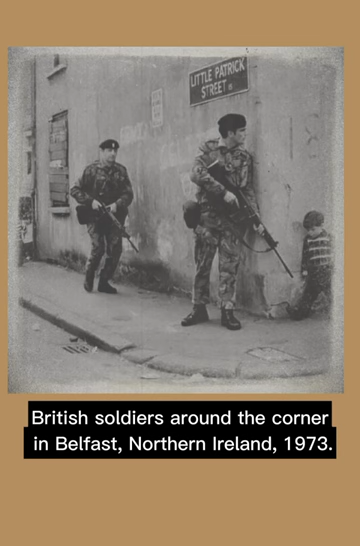 LITTLE PATRICK
STREET
British soldiers around the corner
in Belfast, Northern Ireland, 1973.